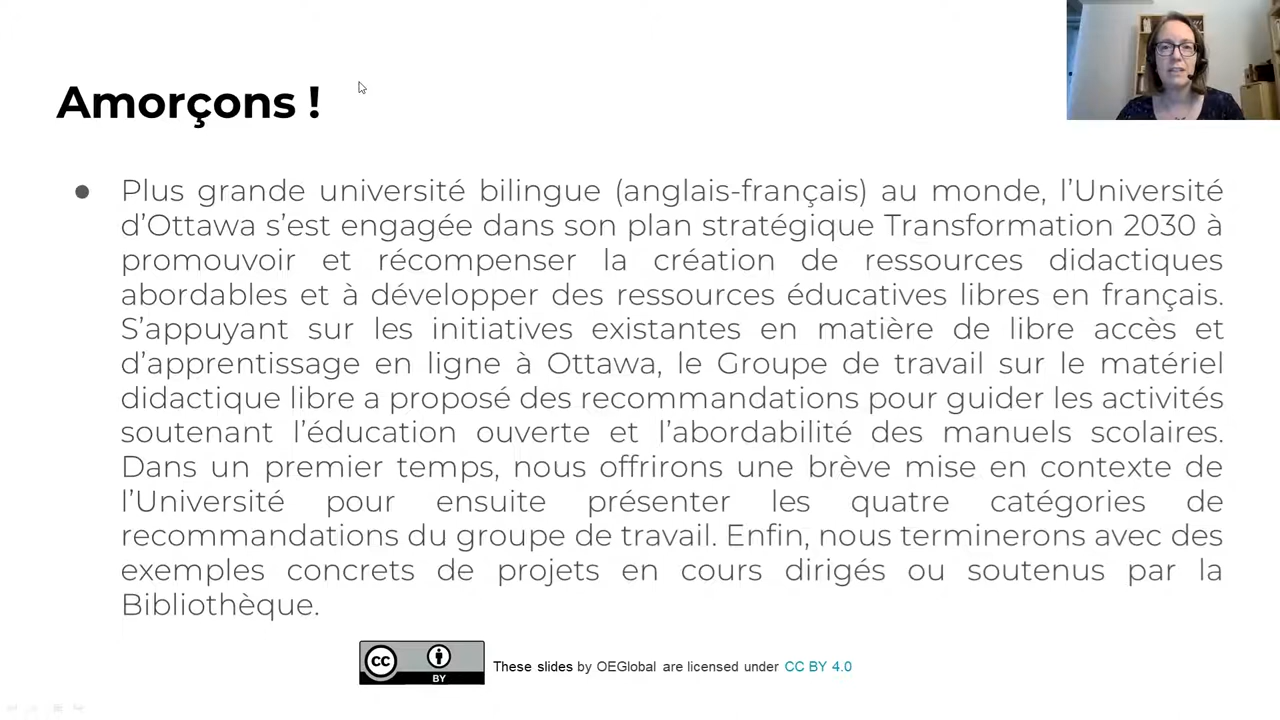 Amorçons !
● Plus grande université bilingue (anglais-français) au monde, l’Université
d’Ottawa s’est engagée dans son plan stratégique Transformation 2030 à
promouvoir et récompenser la création de ressources didactiques
abordables et à développer des ressources éducatives libres en français.
S’appuyant sur les initiatives existantes en matière de libre accès et
d’apprentissage en ligne à Ottawa, le Groupe de travail sur le matériel
didactique libre a proposé des recommandations pour guider les activités
soutenant l’éducation ouverte et l’abordabilité des manuels scolaires.
Dans un premier temps, nous offrirons une brève mise en contexte de
l’Université pour ensuite présenter les quatre catégories de
recommandations du groupe de travail. Enfin, nous terminerons avec des
exemples concrets de projets en cours dirigés ou soutenus par la
Bibliothèque.
cc BY
These slides by OEGlobal are licensed under CC BY 4.0